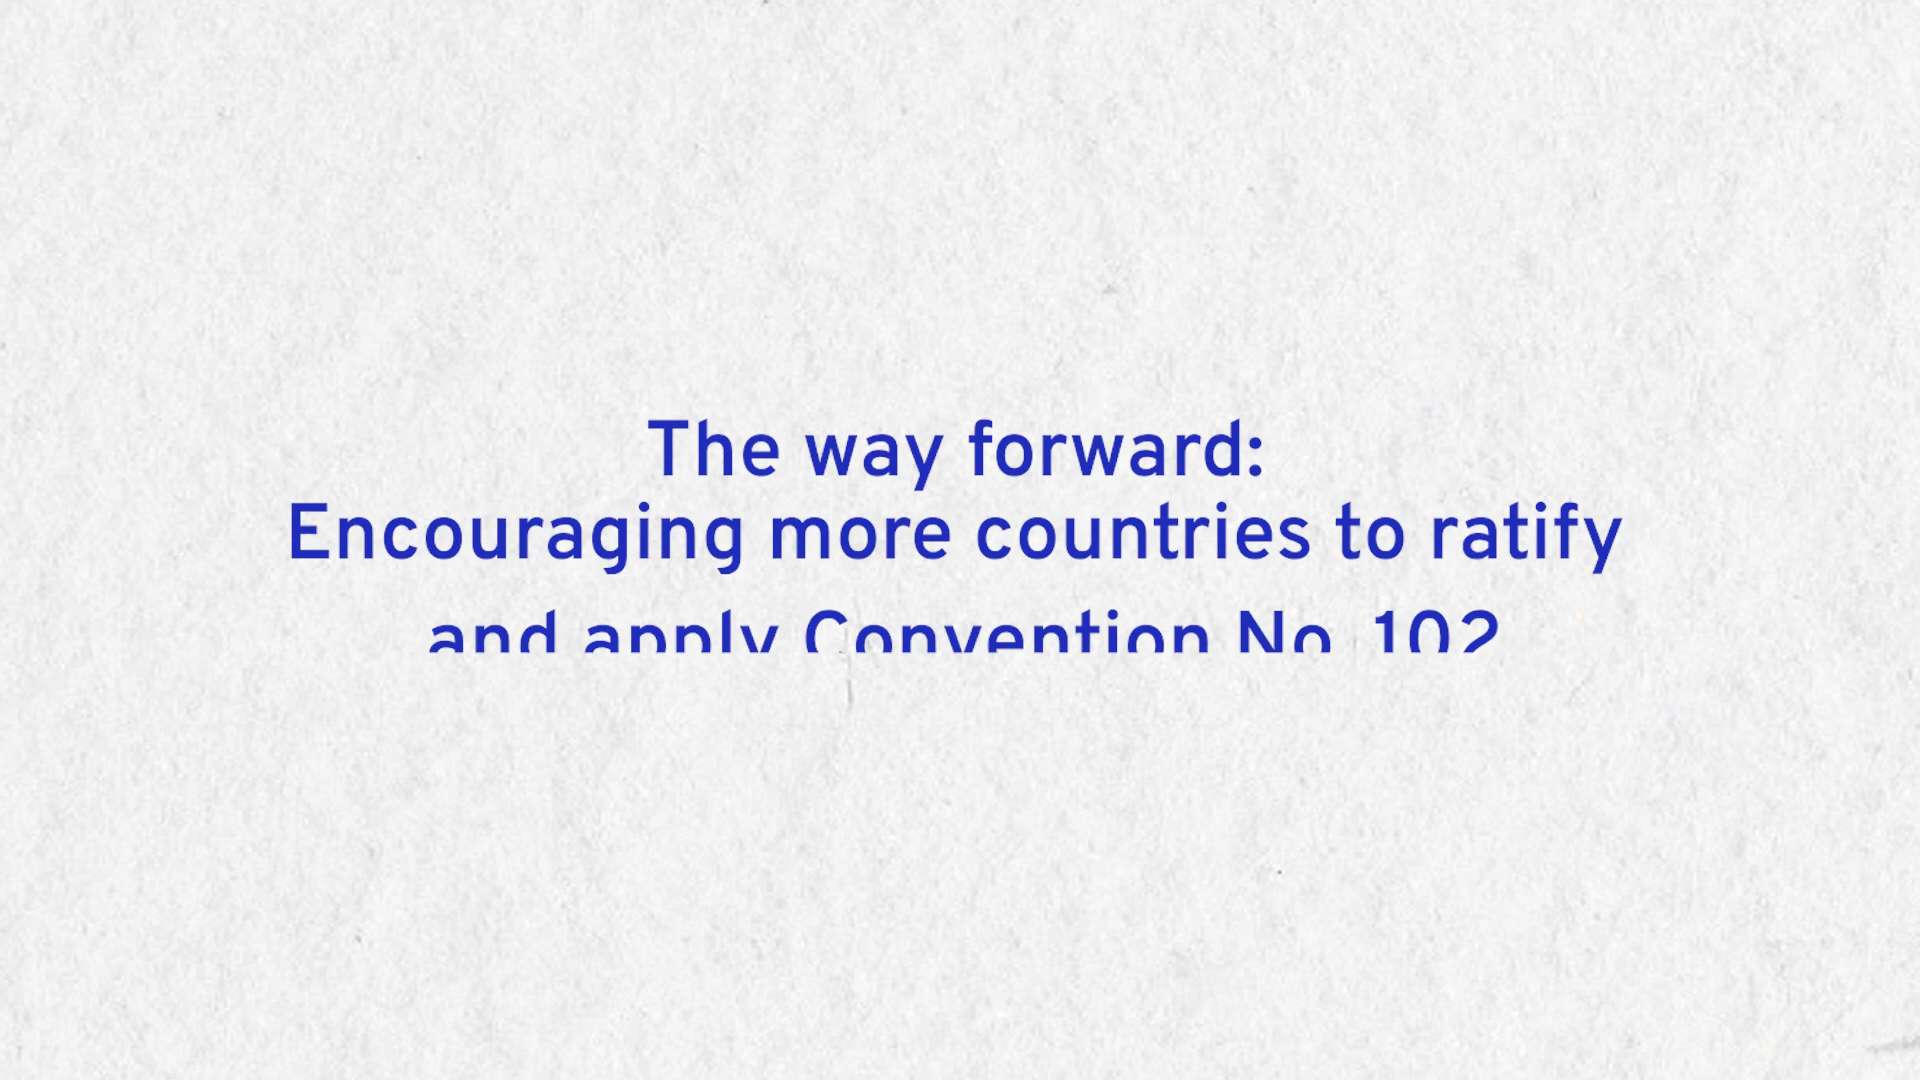 The way forward:
Encouraging more countries to ratify
and apply Convention No. 102